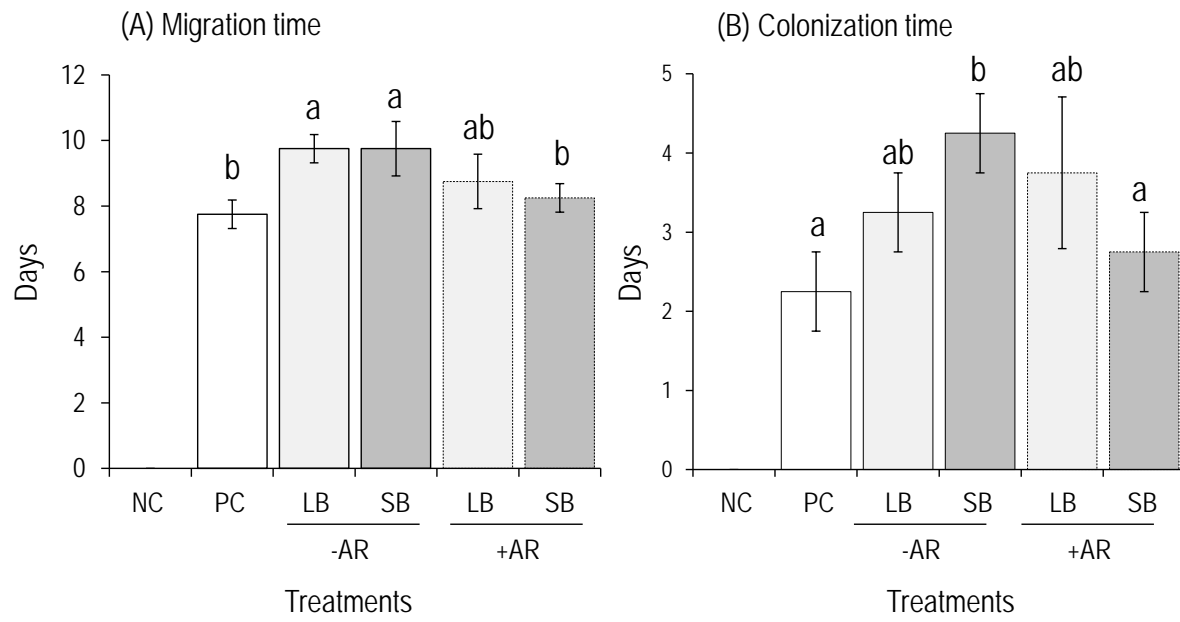 (A) Migration time
12
10
8
6
4
2
0
Days
a
a
ab
b
b
NC PC LB SB LB SB
-AR +AR
Treatments
(B) Colonization time
5
4
3
2
1
0
Days
b
ab
ab
a
a
NC PC LB SB LB SB
-AR +AR
Treatments